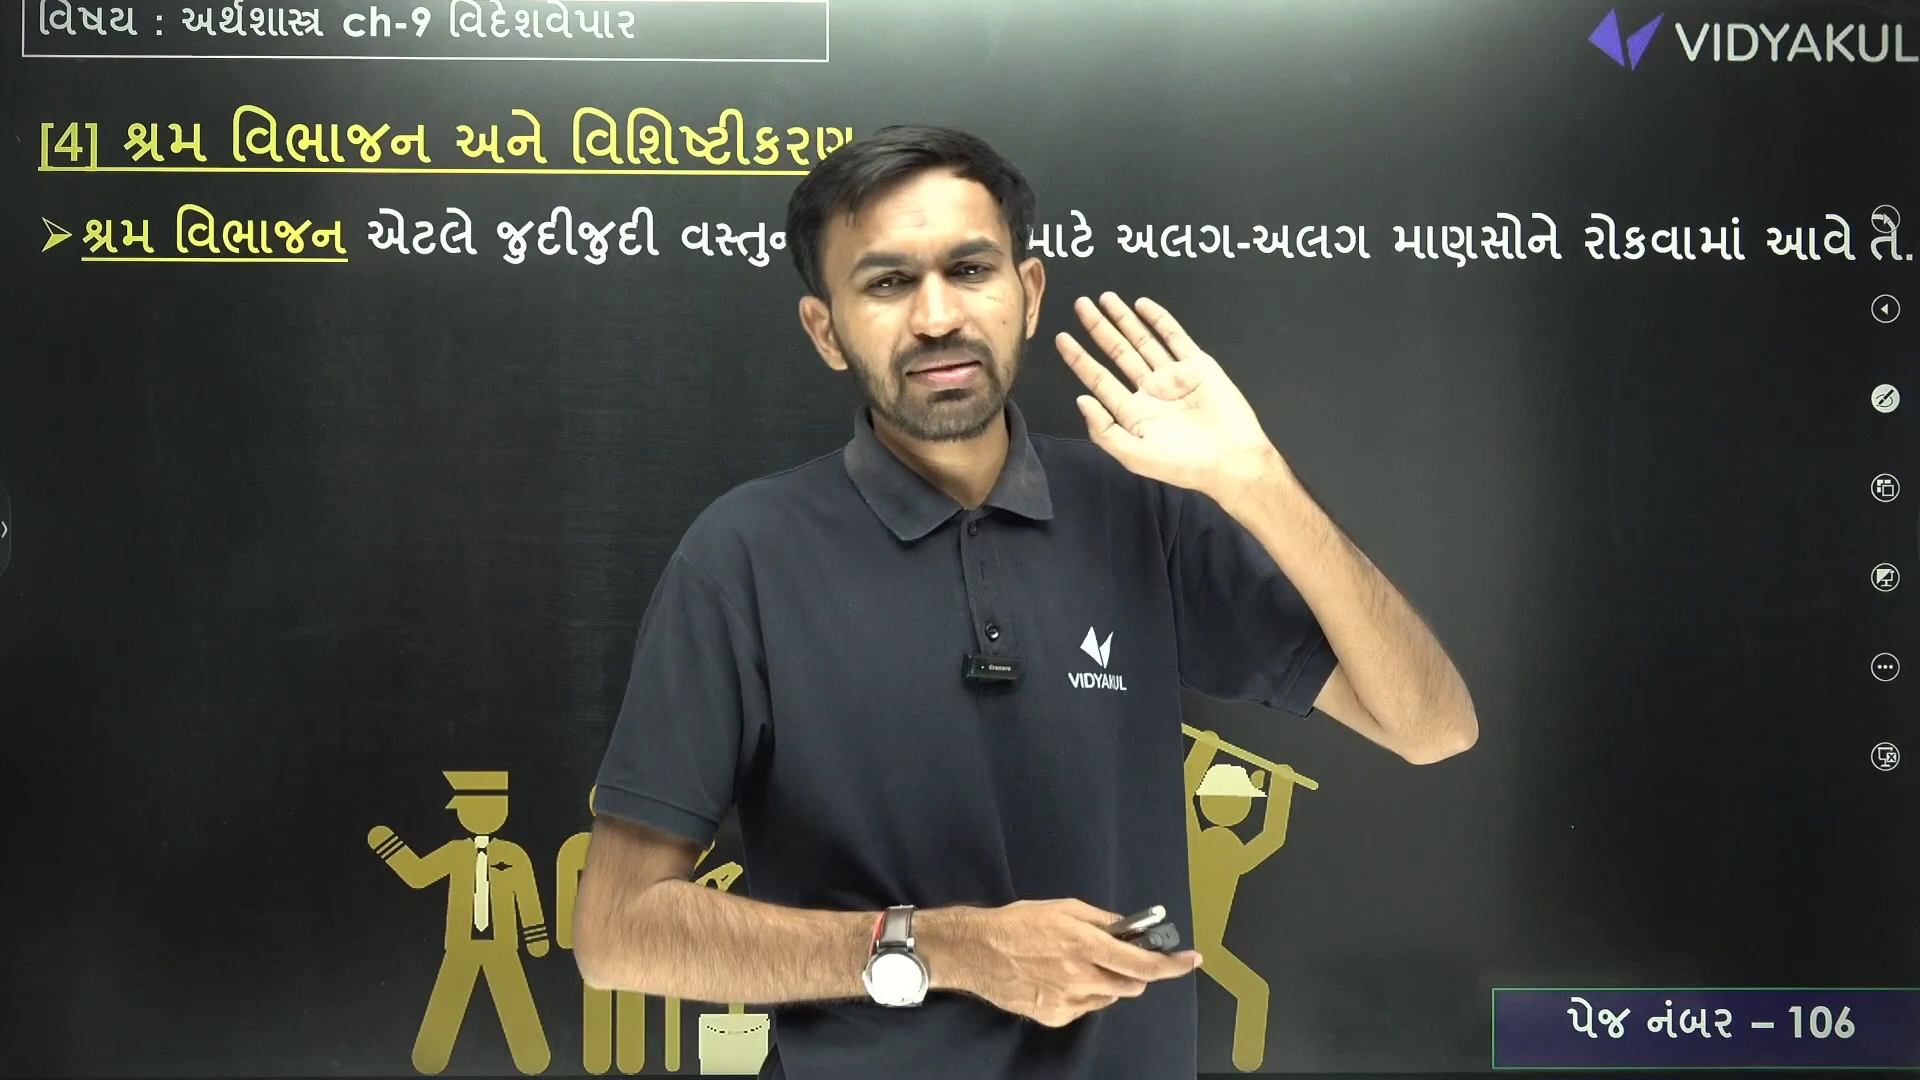 વિષય : અર્થશાસ્ત્ર ch-9 વિદેશવેપાર
VIDYAKUL
[4] શ્રમ વિભાજન અને વિશિષ્ટીકરણ
➢ શ્રમ વિભાજન એટલે જુદીજુદી માટે અલગ-અલગ માણસોને રોકવામાં આવે તે.
VIDYAKUL
પેજ નંબર – 106